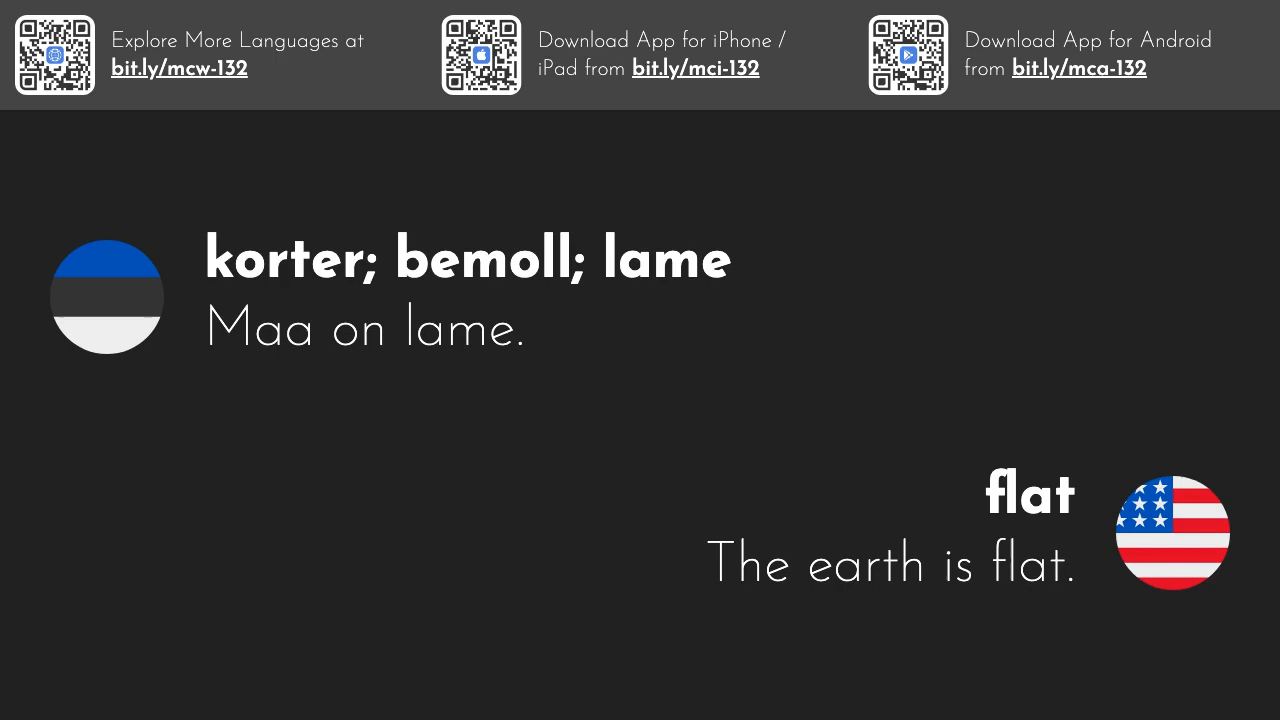 Explore More Languages at
bit.ly/mcw-132
Download App for iPhone /
iPad from bit.ly/mci-132
Download App for Android
from bit.ly/mca-132
korter; bemoll; lame
Maa on lame.
flat
The earth is flat.